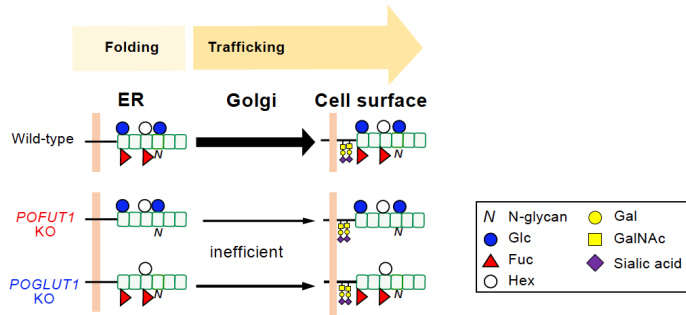 Folding Trafficking
ER Golgi Cell surface
Wild-type
N N
POFUT1
KO
N N
inefficient
POGLUT1
KO
N N
N N-glycan
Glc
Fuc
Hex
Gal
GalNAc
Sialic acid